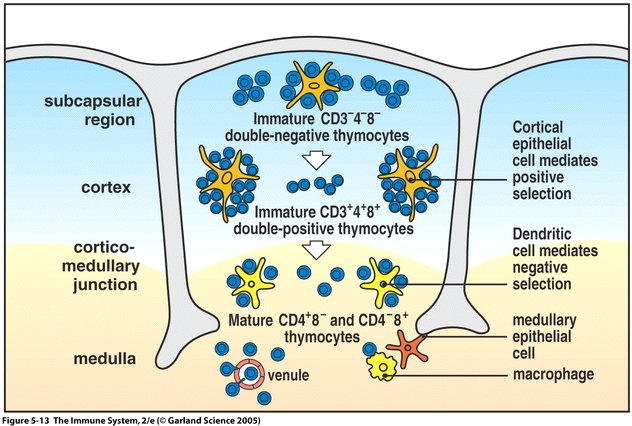 subcapsular
region
Immature CD3⁻4⁻8⁻
double-negative thymocytes
Cortical
epithelial
cell mediates
positive
selection
cortex
Immature CD3⁺4⁺8⁺
double-positive thymocytes
cortico-
medullary
junction
Dendritic
cell mediates
negative
selection
Mature CD4⁺8⁻ and CD4⁻8⁺
thymocytes
medullary
epithelial
cell
medulla
venule
macrophage
Figure 5-13 The Immune System, 2/e (© Garland Science 2005)